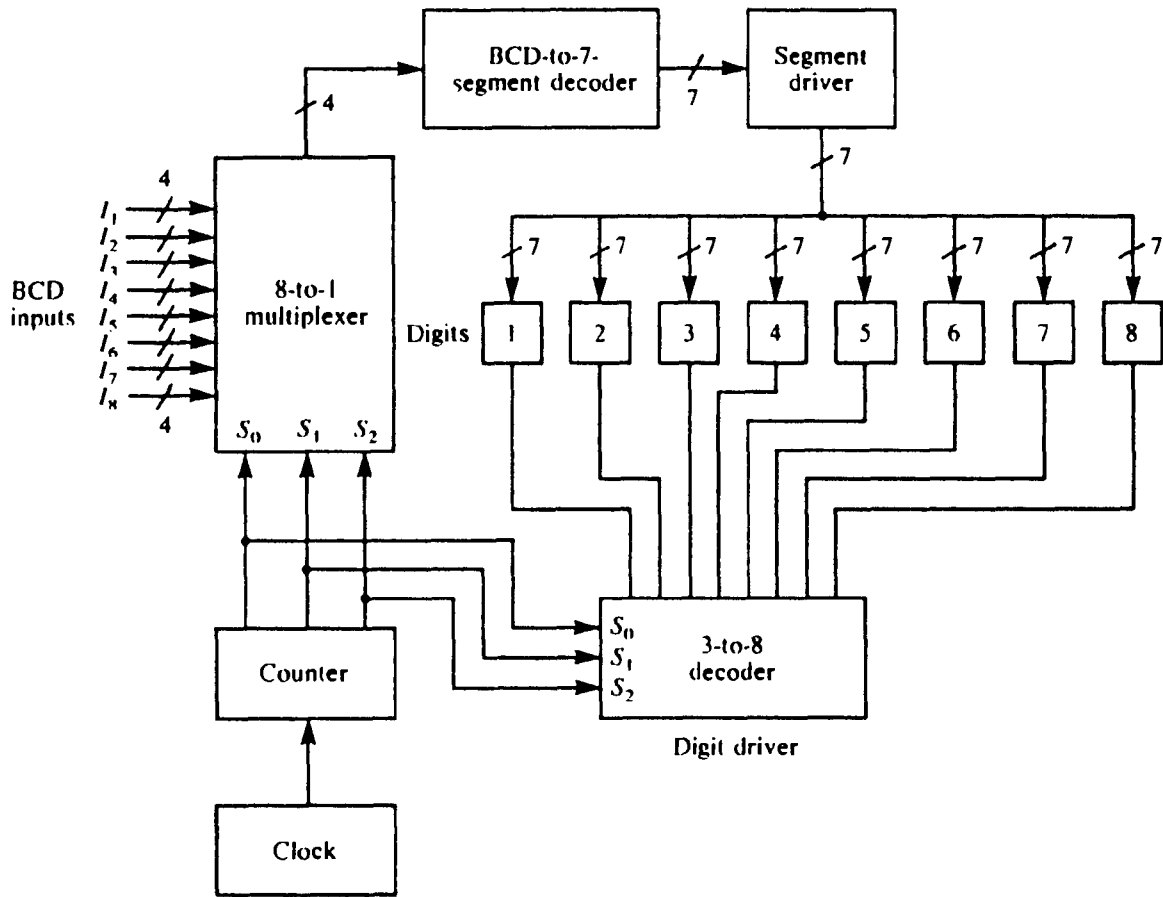 BCD-to-7-
segment decoder
Segment
driver
4
7
7
4
I1
I2
I3
I4
I5
I6
I7
I8
4
BCD
inputs
8-to-1
multiplexer
S0 S1 S2
7 7 7 7 7 7 7 7
Digits
1 2 3 4 5 6 7 8
Counter
Clock
S0
S1
S2
3-to-8
decoder
Digit driver